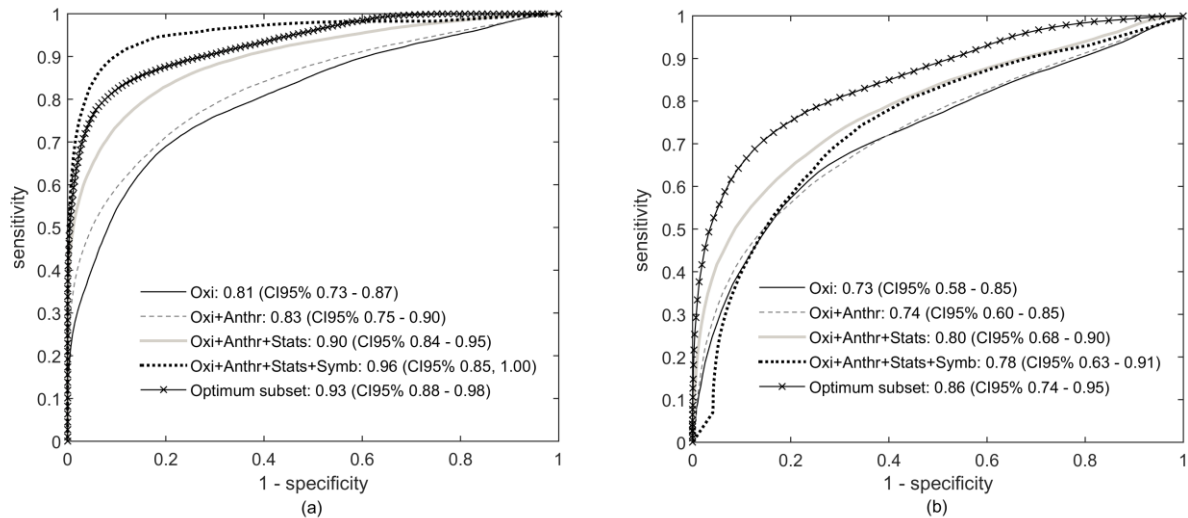 1
0.9
0.8
0.7
0.6
0.5
0.4
0.3
0.2
0.1
0
sensitivity
Oxi: 0.81 (CI95% 0.73 - 0.87)
Oxi+Anthr: 0.83 (CI95% 0.75 - 0.90)
Oxi+Anthr+Stats: 0.90 (CI95% 0.84 - 0.95)
Oxi+Anthr+Stats+Symb: 0.96 (CI95% 0.85, 1.00)
Optimum subset: 0.93 (CI95% 0.88 - 0.98)
0 0.2 0.4 0.6 0.8 1
1 - specificity
(a)
1
0.9
0.8
0.7
0.6
0.5
0.4
0.3
0.2
0.1
0
sensitivity
Oxi: 0.73 (CI95% 0.58 - 0.85)
Oxi+Anthr: 0.74 (CI95% 0.60 - 0.85)
Oxi+Anthr+Stats: 0.80 (CI95% 0.68 - 0.90)
Oxi+Anthr+Stats+Symb: 0.78 (CI95% 0.63 - 0.91)
Optimum subset: 0.86 (CI95% 0.74 - 0.95)
0 0.2 0.4 0.6 0.8 1
1 - specificity
(b)